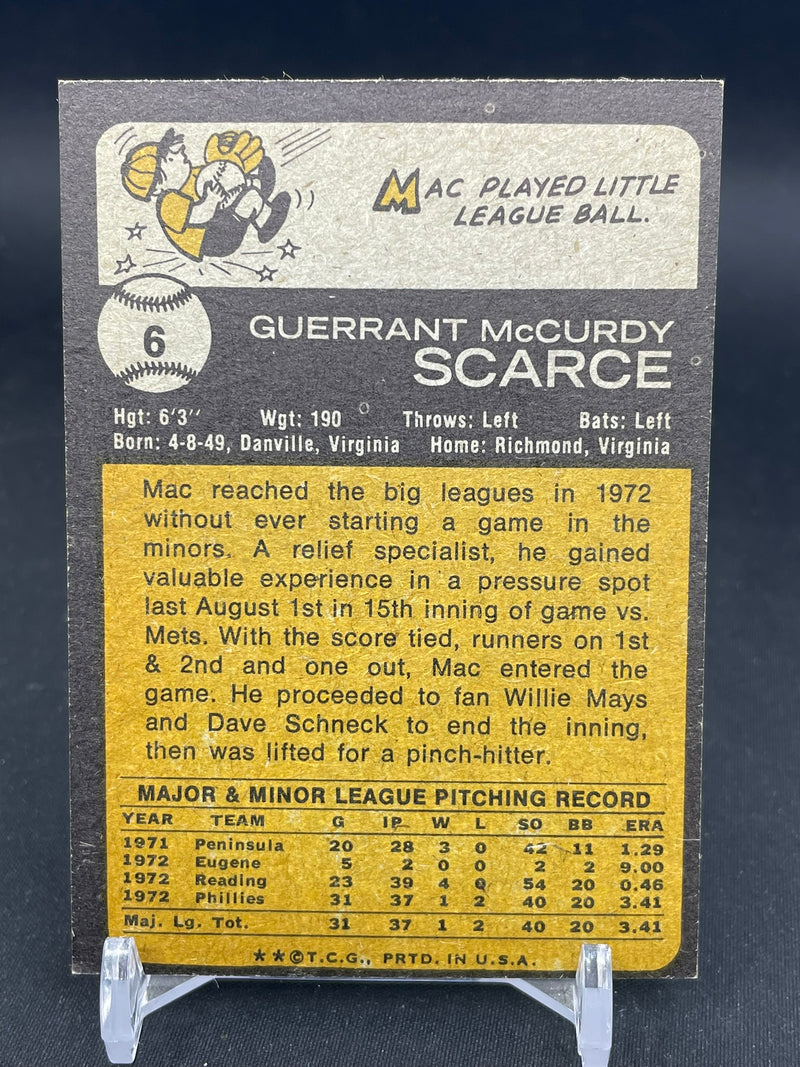 MAC PLAYED LITTLE
LEAGUE BALL.
6
GUERRANT McCURDY
SCARCE
Hgt: 6'3" Wgt: 190 Throws: Left Bats: Left
Born: 4-8-49, Danville, Virginia Home: Richmond, Virginia
Mac reached the big leagues in 1972
without ever starting a game in the
minors. A relief specialist, he gained
valuable experience in a pressure spot
last August 1st in 15th inning of game vs.
Mets. With the score tied, runners on 1st
& 2nd and one out, Mac entered the
game. He proceeded to fan Willie Mays
and Dave Schneck to end the inning,
then was lifted for a pinch-hitter.
MAJOR & MINOR LEAGUE PITCHING RECORD
YEAR TEAM G IP W L SO BB ERA
1971 Peninsula 20 28 3 0 42 11 1.29
1972 Eugene 5 2 0 0 2 2 9.00
1972 Reading 23 39 4 0 54 20 0.46
1972 Phillies 31 37 1 2 40 20 3.41
Maj. Lg. Tot. 31 37 1 2 40 20 3.41
**©T.C.G., PRTD. IN U.S.A.